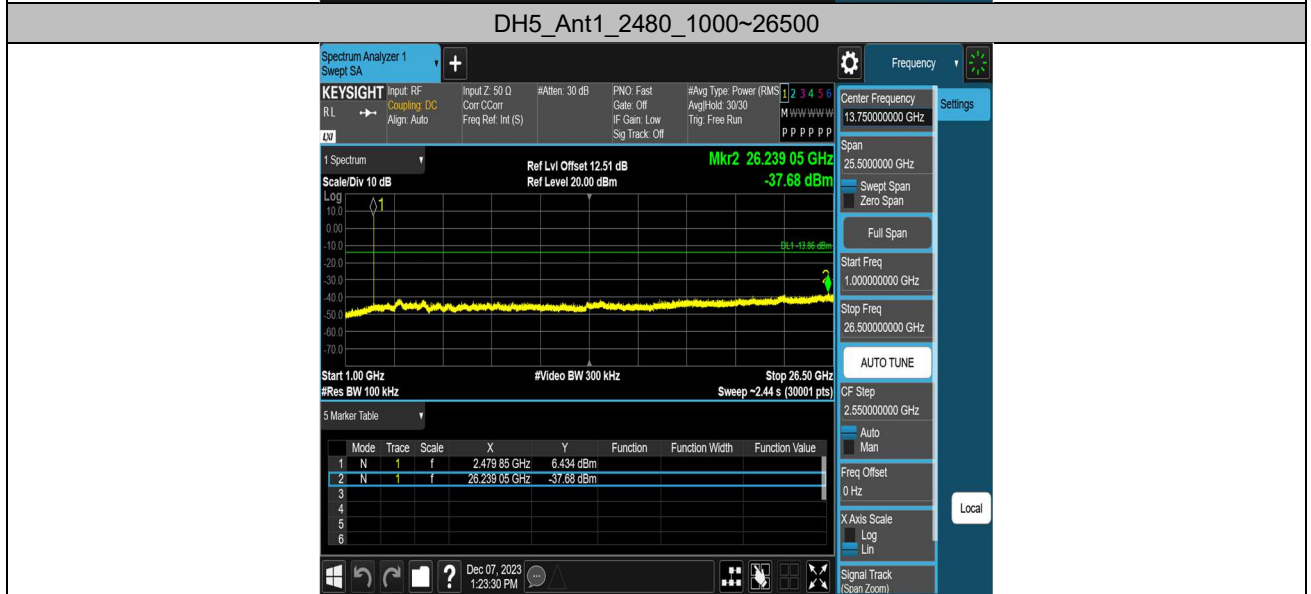 DH5_Ant1_2480_1000~26500
Spectrum Analyzer 1
Swept SA
+
Frequency
KEYSIGHT
RL
LXI
Input: RF
Coupling: DC
Align: Auto
Input Z: 50 Ω
Corr CCorr
Freq Ref: Int (S)
#Atten: 30 dB
PNO: Fast
Gate: Off
IF Gain: Low
Sig Track: Off
#Avg Type: Power (RMS
Avg|Hold: 30/30
Trig: Free Run
1 2 3 4 5 6
M W W W W W
P P P P P P
Center Frequency
13.750000000 GHz
Settings
Span
25.5000000 GHz
Swept Span
Zero Span
Full Span
Start Freq
1.000000000 GHz
Stop Freq
26.500000000 GHz
AUTO TUNE
CF Step
2.550000000 GHz
Auto
Man
Freq Offset
0 Hz
X Axis Scale
Log
Lin
Signal Track
(Span Zoom)
Local
1 Spectrum
Scale/Div 10 dB
Ref Lvl Offset 12.51 dB
Ref Level 20.00 dBm
Mkr2 26.239 05 GHz
-37.68 dBm
Log
10.0
0.00
-10.0
-20.0
-30.0
-40.0
-50.0
-60.0
-70.0
1
DL1 -13.86 dBm
2
Start 1.00 GHz
#Res BW 100 kHz
#Video BW 300 kHz
Stop 26.50 GHz
Sweep ~2.44 s (30001 pts)
5 Marker Table
Mode Trace Scale X Y Function Function Width Function Value
1 N 1 f 2.479 85 GHz 6.434 dBm
2 N 1 f 26.239 05 GHz -37.68 dBm
3
4
5
6
?
Dec 07, 2023
1:23:30 PM